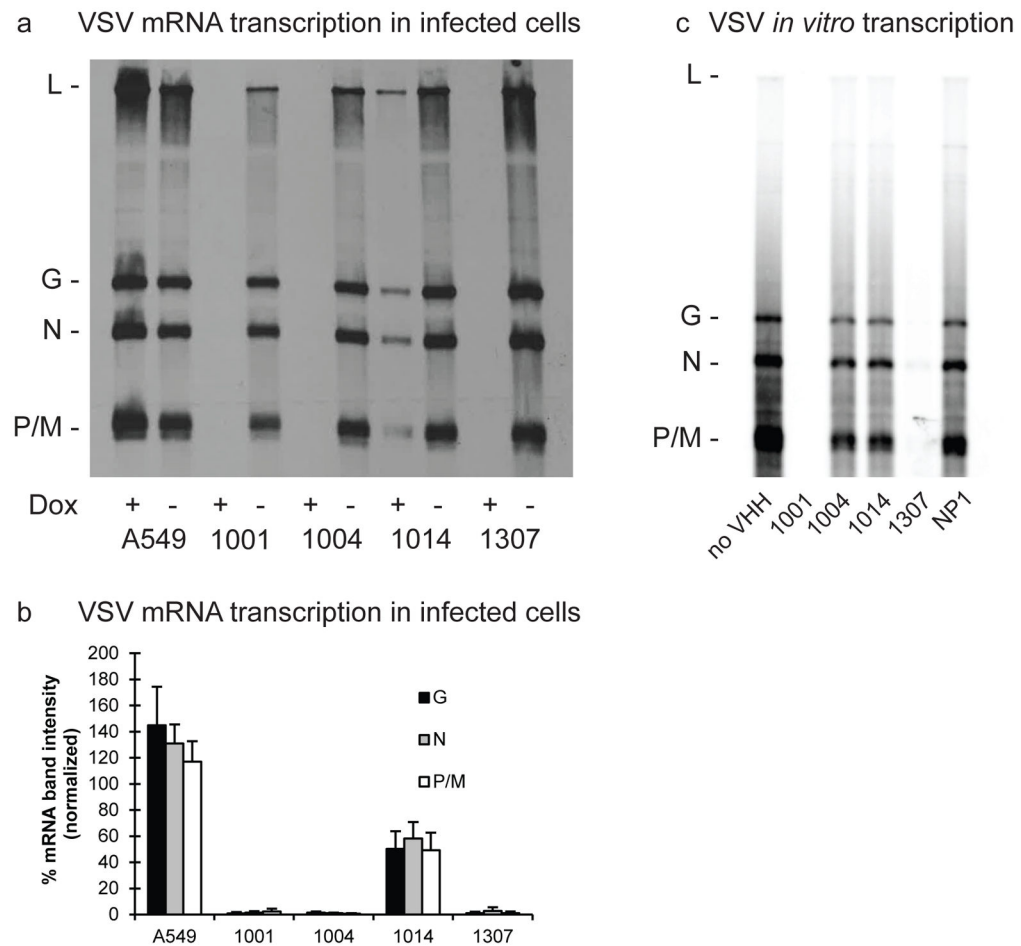 a VSV mRNA transcription in infected cells
L -
G -
N -
P/M -
Dox + - + - + - + - + -
A549 1001 1004 1014 1307
c VSV in vitro transcription
L -
G -
N -
P/M -
no VHH 1001 1004 1014 1307 NP1
b VSV mRNA transcription in infected cells
% mRNA band intensity
(normalized)
200
180
160
140
120
100
80
60
40
20
0
G
N
P/M
A549 1001 1004 1014 1307